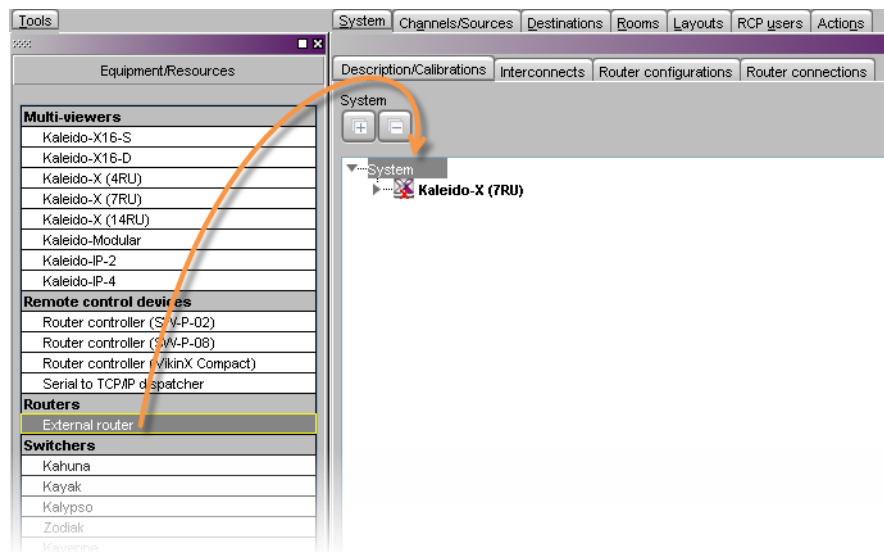 Tools
System Channels/Sources Destinations Rooms Layouts RCP users Actions
Equipment/Resources
Description/Calibrations Interconnects Router configurations Router connections
System
Multi-viewers
Kaleido-X16-S
Kaleido-X16-D
Kaleido-X (4RU)
Kaleido-X (7RU)
Kaleido-X (14RU)
Kaleido-Modular
Kaleido-IP-2
Kaleido-IP-4
Remote control devices
Router controller (SW-P-02)
Router controller (SW-P-08)
Router controller (VikinX Compact)
Serial to TCP/IP dispatcher
Routers
External router
Switchers
Kahuna
Kayak
Kalypso
Zodiak
Kayenne
System
Kaleido-X (7RU)